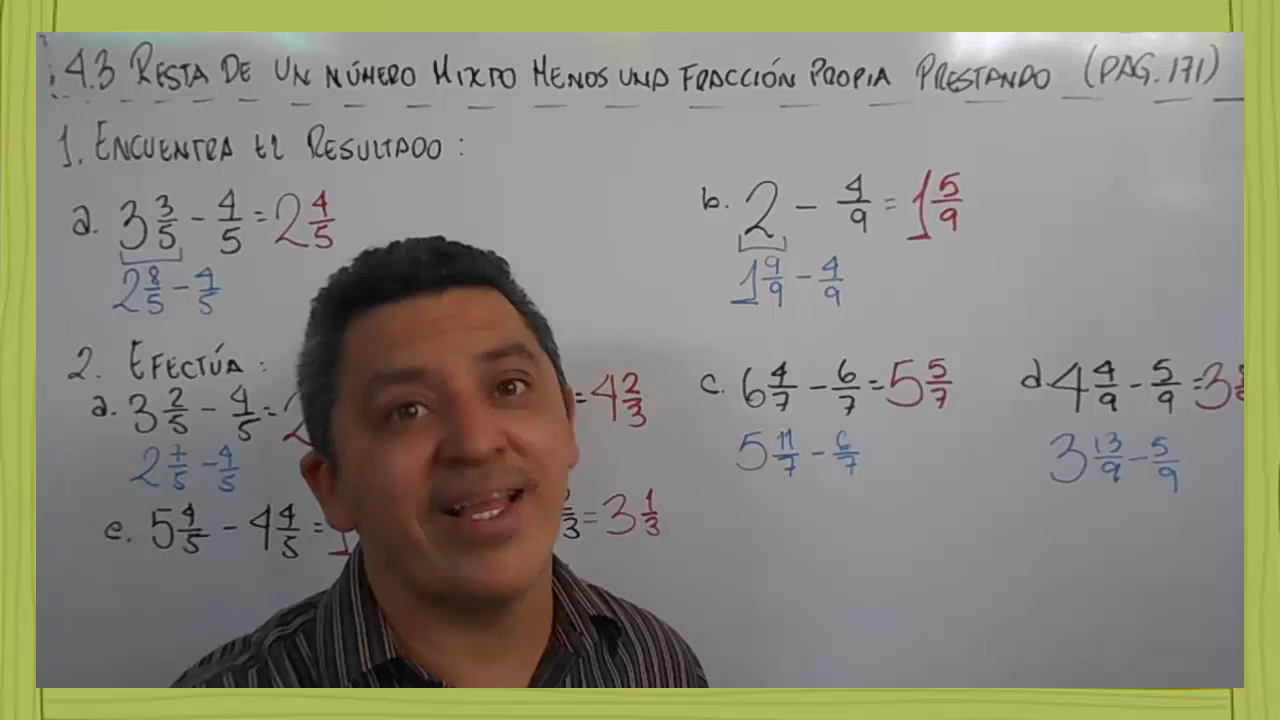 4.3 RESTA DE UN NÚMERO MIXTO MENOS UNA FRACCIÓN PROPIA PRESTANDO (PAG. 171)
1. ENCUENTRA EL RESULTADO:
a. 3 3/5 - 4/5 = 2 4/5
2 8/5 - 4/5
b. 2 - 4/9 = 1 5/9
1 9/9 - 4/9
2. EFECTÚA:
a. 3 2/5 - 4/5 =
2 7/5 - 4/5
= 4 2/3
c. 6 4/7 - 6/7 = 5 5/7
5 11/7 - 6/7
d 4 4/9 - 5/9 = 3
3 13/9 - 5/9
e. 5 4/5 - 4 4/5 = 1
= 3 1/3